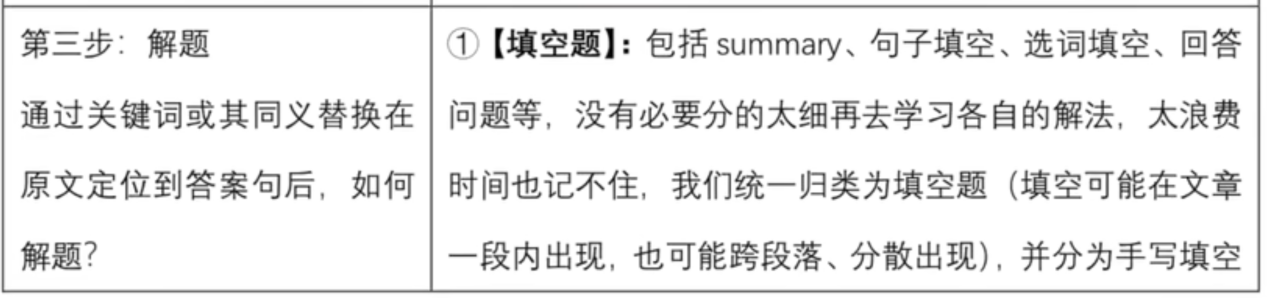 第三步：解题
通过关键词或其同义替换在
原文定位到答案句后，如何
解题？
①【填空题】：包括 summary、句子填空、选词填空、回答
问题等，没有必要分的太细再去学习各自的解法，太浪费
时间也记不住，我们统一归类为填空题（填空可能在文章
一段内出现，也可能跨段落、分散出现），并分为手写填空